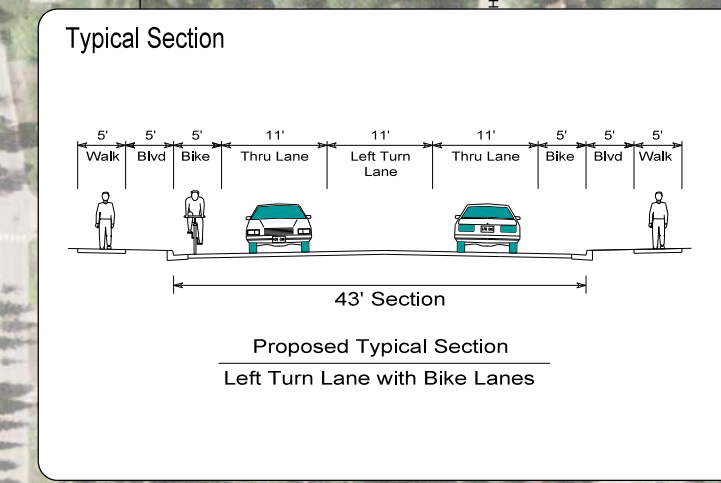 Typical Section
5' 5' 5' 11' 11' 11' 5' 5' 5'
Walk Blvd Bike Thru Lane Left Turn Thru Lane Bike Blvd Walk
Lane
43' Section
Proposed Typical Section
Left Turn Lane with Bike Lanes